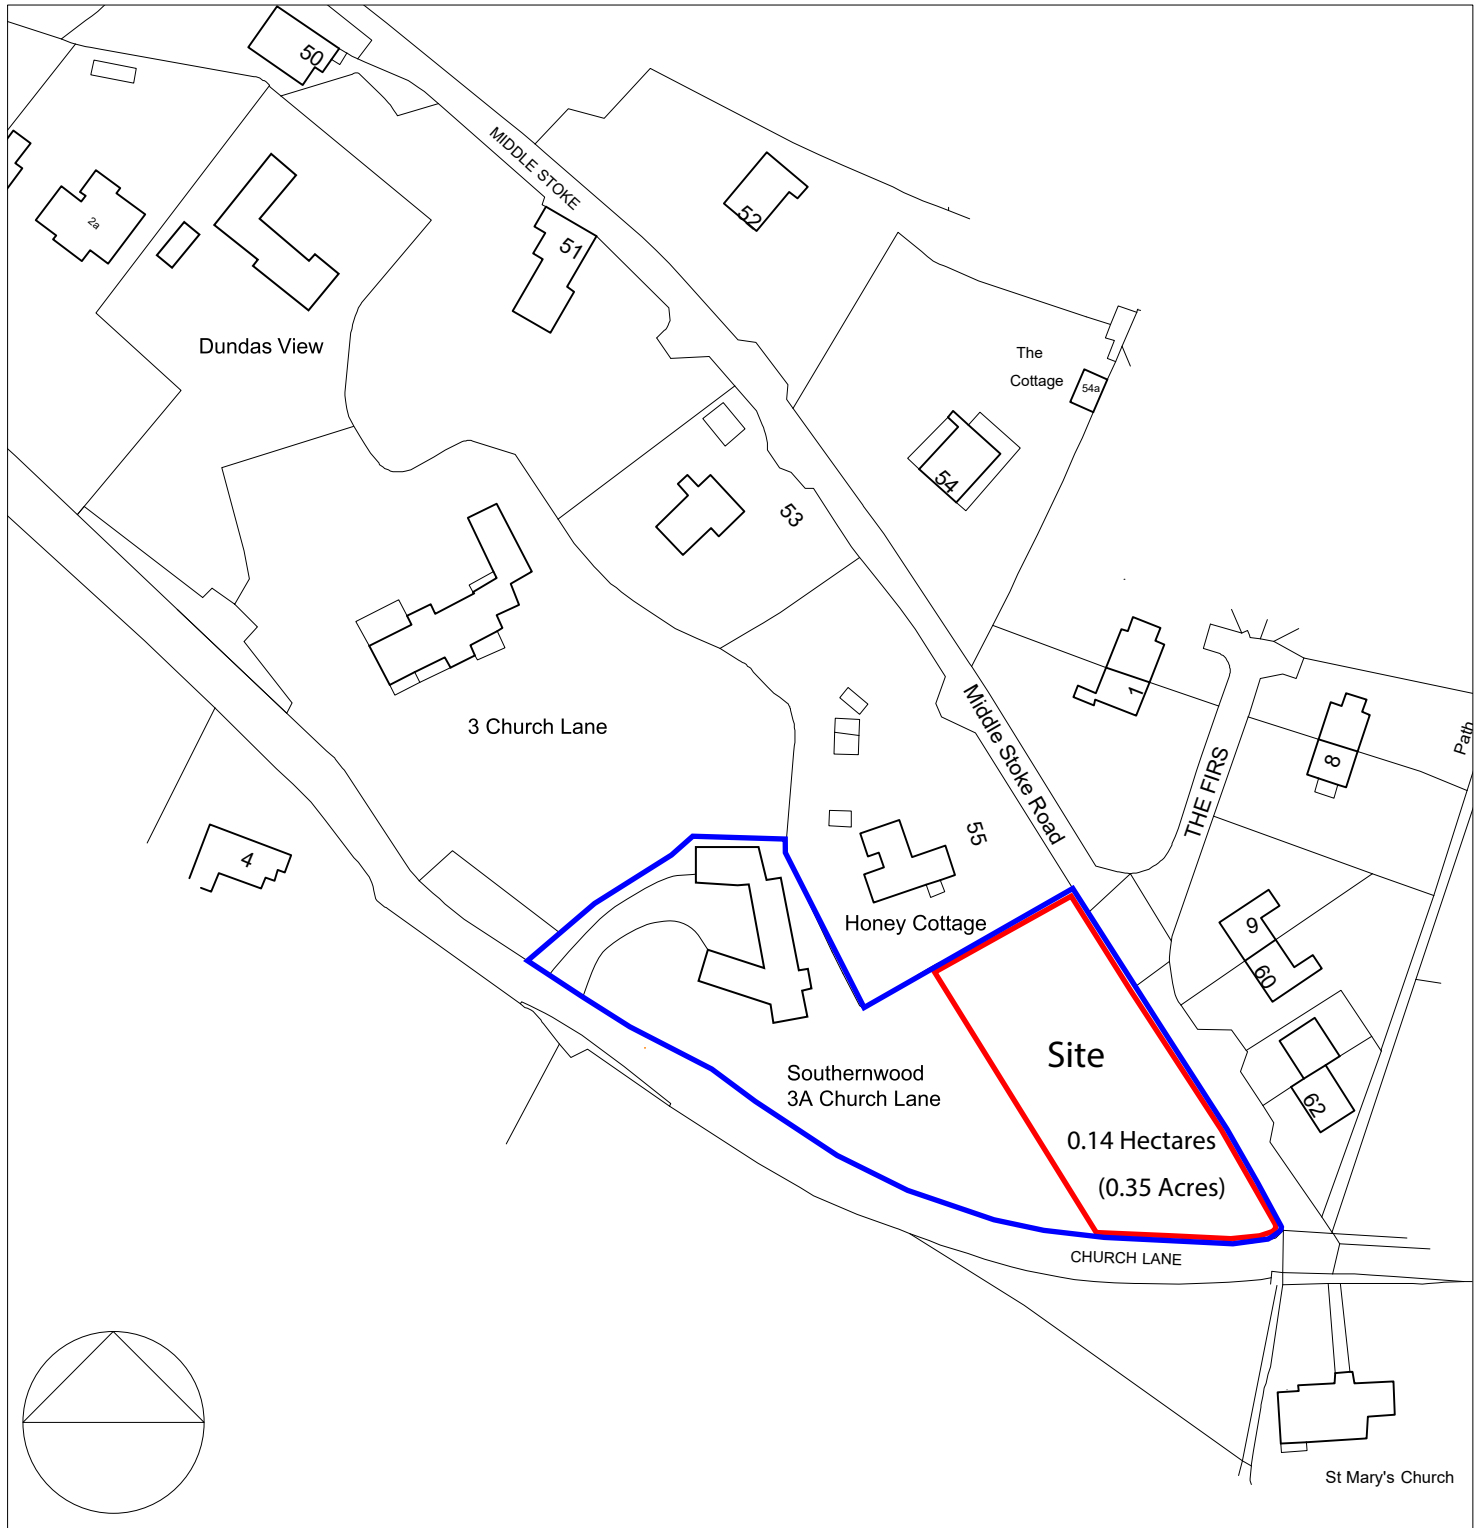 50
MIDDLE STOKE
52
2a
51
Dundas View
The
Cottage
54a
54
53
1
3 Church Lane
Middle Stoke Road
THE FIRS
8
Path
55
4
Honey Cottage
9
60
Site
Southernwood
3A Church Lane
62
0.14 Hectares
(0.35 Acres)
CHURCH LANE
St Mary's Church